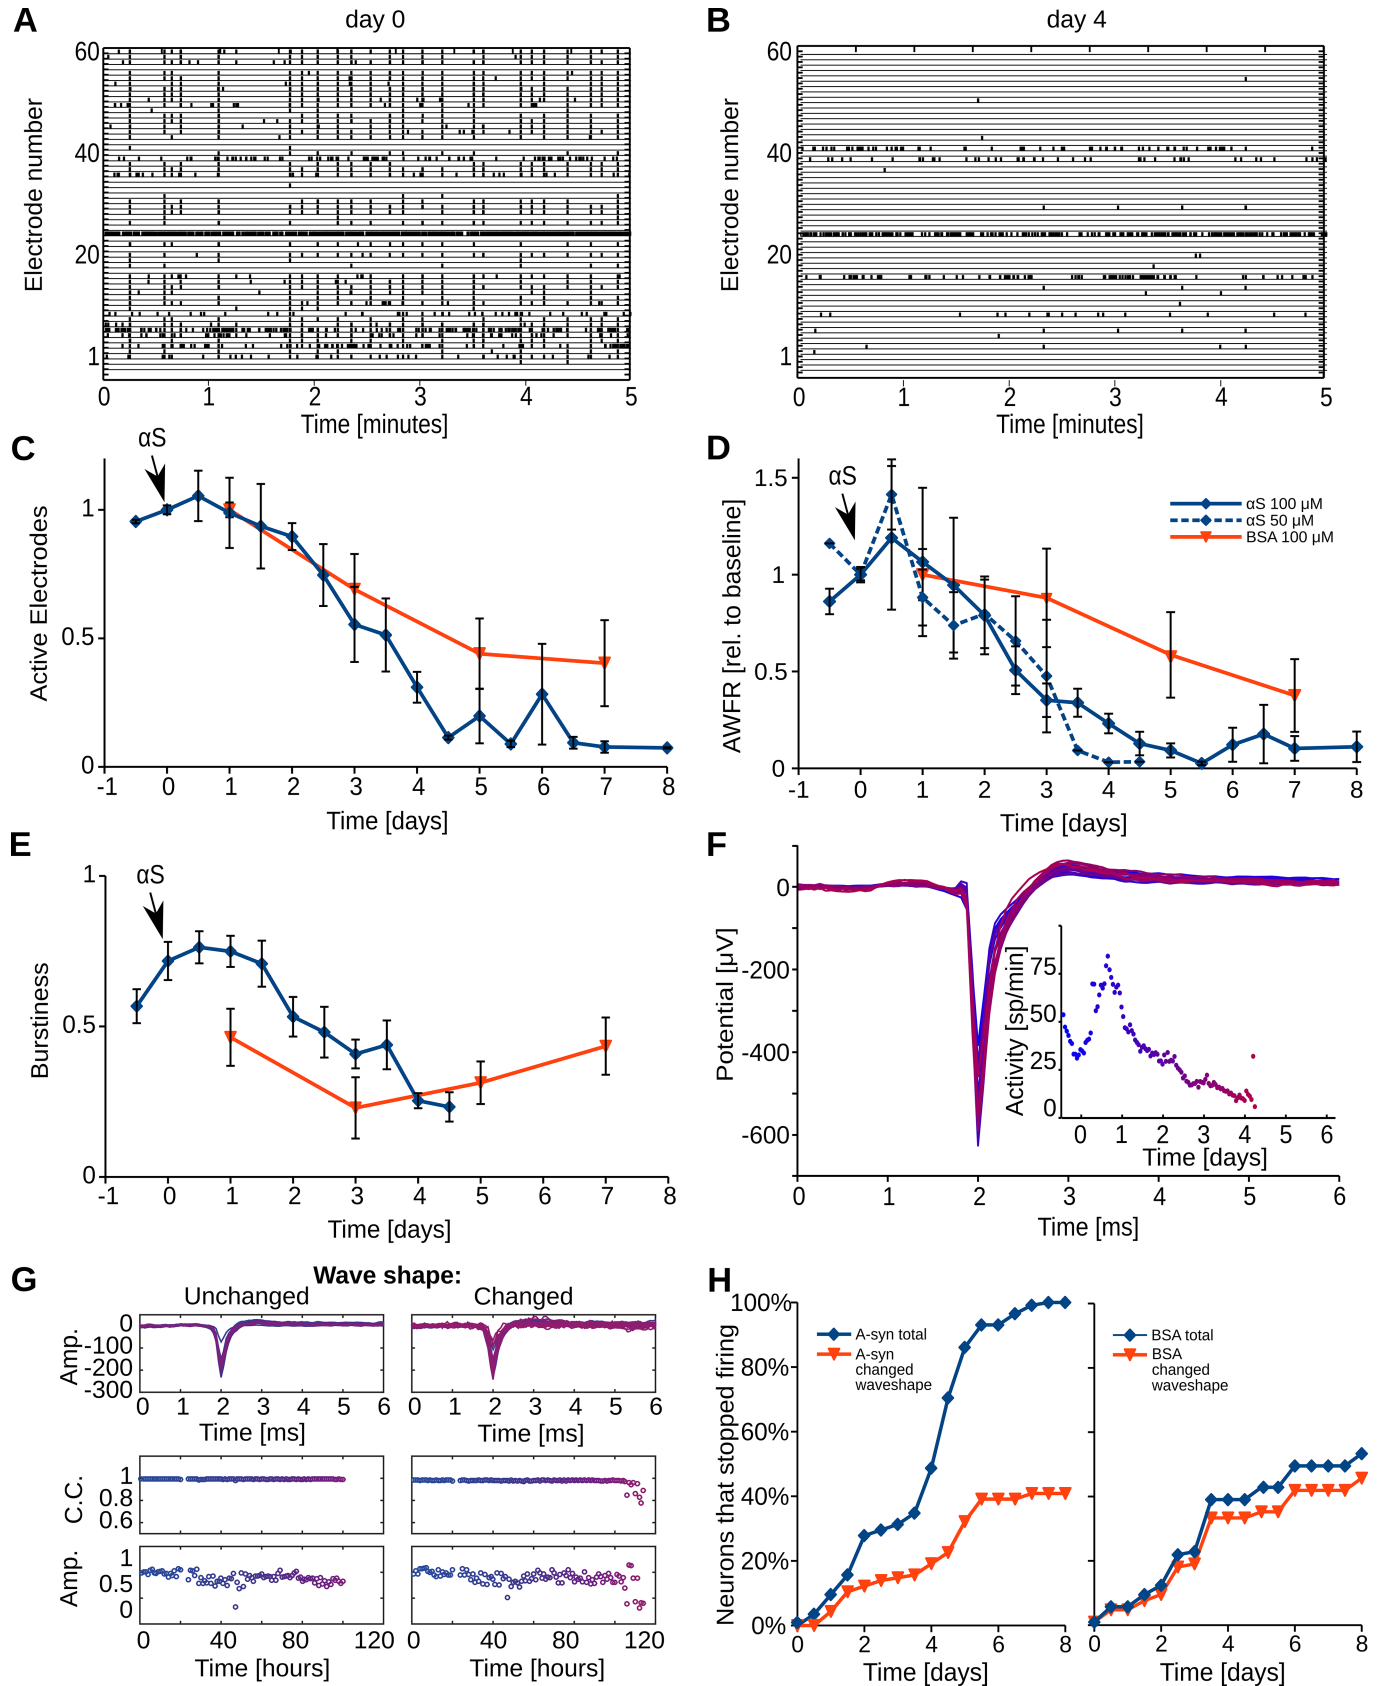 A
day 0
B
day 4
Electrode number
60
40
20
1
0 1 2 3 4 5
Time [minutes]
Electrode number
60
40
20
1
0 1 2 3 4 5
Time [minutes]
C
αS
Active Electrodes
1
0.5
0
-1 0 1 2 3 4 5 6 7 8
Time [days]
D
αS
AWFR [rel. to baseline]
1.5
1
0.5
0
αS 100 μM
αS 50 μM
BSA 100 μM
-1 0 1 2 3 4 5 6 7 8
Time [days]
E
αS
Burstiness
1
0.5
0
-1 0 1 2 3 4 5 6 7 8
Time [days]
F
Potential [μV]
0
-200
-400
-600
0 1 2 3 4 5 6
Time [ms]
Activity [sp/min]
75
50
25
0
0 1 2 3 4 5 6
Time [days]
G
Wave shape:
Unchanged
Changed
Amp.
0
-100
-200
-300
0 1 2 3 4 5 6
Time [ms]
0 1 2 3 4 5 6
Time [ms]
C.C.
1
0.8
0.6
Amp.
1
0.5
0
0 40 80 120
Time [hours]
0 40 80 120
Time [hours]
H
Neurons that stopped firing
100%
80%
60%
40%
20%
0%
A-syn total
A-syn
changed
waveshape
0 2 4 6 8
Time [days]
BSA total
BSA
changed
waveshape
0 2 4 6 8
Time [days]